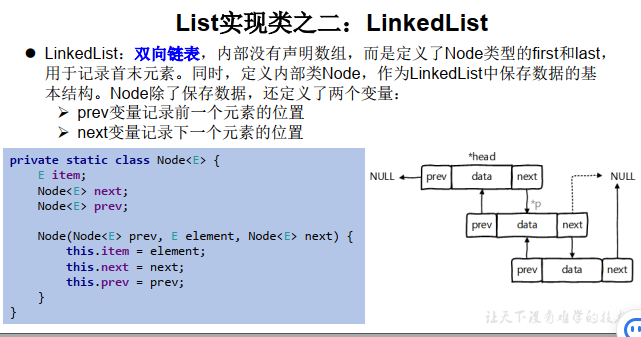 List实现类之二：LinkedList
LinkedList：双向链表，内部没有声明数组，而是定义了Node类型的first和last，
用于记录首末元素。同时，定义内部类Node，作为LinkedList中保存数据的基
本结构。Node除了保存数据，还定义了两个变量：
prev变量记录前一个元素的位置
next变量记录下一个元素的位置
private static class Node<E> {
E item;
Node<E> next;
Node<E> prev;
Node(Node<E> prev, E element, Node<E> next) {
this.item = element;
this.next = next;
this.prev = prev;
}
}
*head
NULL
prev
data
next
NULL
*p
prev
data
next
prev
data
next
让天下没有难学的技